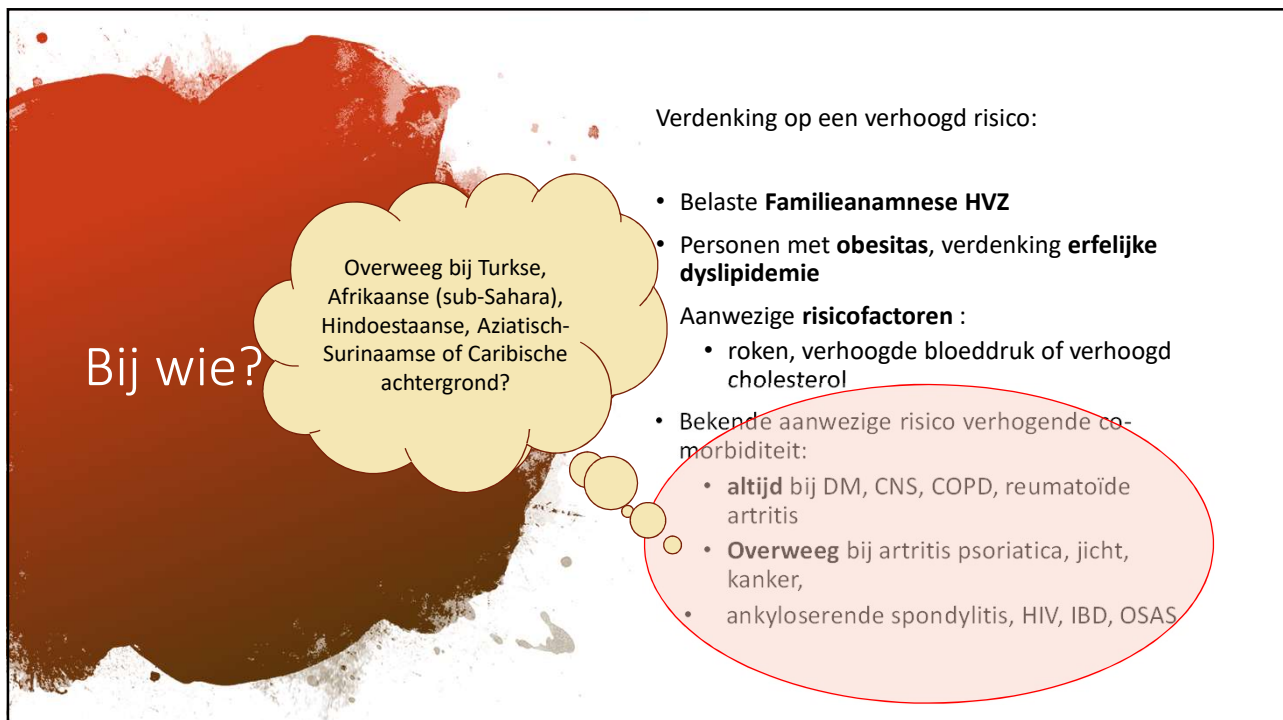 Bij wie?
Overweeg bij Turkse,
Afrikaanse (sub-Sahara),
Hindoestaanse, Aziatisch-
Surinaamse of Caribische
achtergrond?
Verdenking op een verhoogd risico:
• Belaste Familieanamnese HVZ
• Personen met obesitas, verdenking erfelijke
dyslipidemie
Aanwezige risicofactoren :
• roken, verhoogde bloeddruk of verhoogd
cholesterol
• Bekende aanwezige risico verhogende co-
morbiditeit:
• altijd bij DM, CNS, COPD, reumatoïde
artritis
• Overweeg bij artritis psoriatica, jicht,
kanker,
• ankyloserende spondylitis, HIV, IBD, OSAS